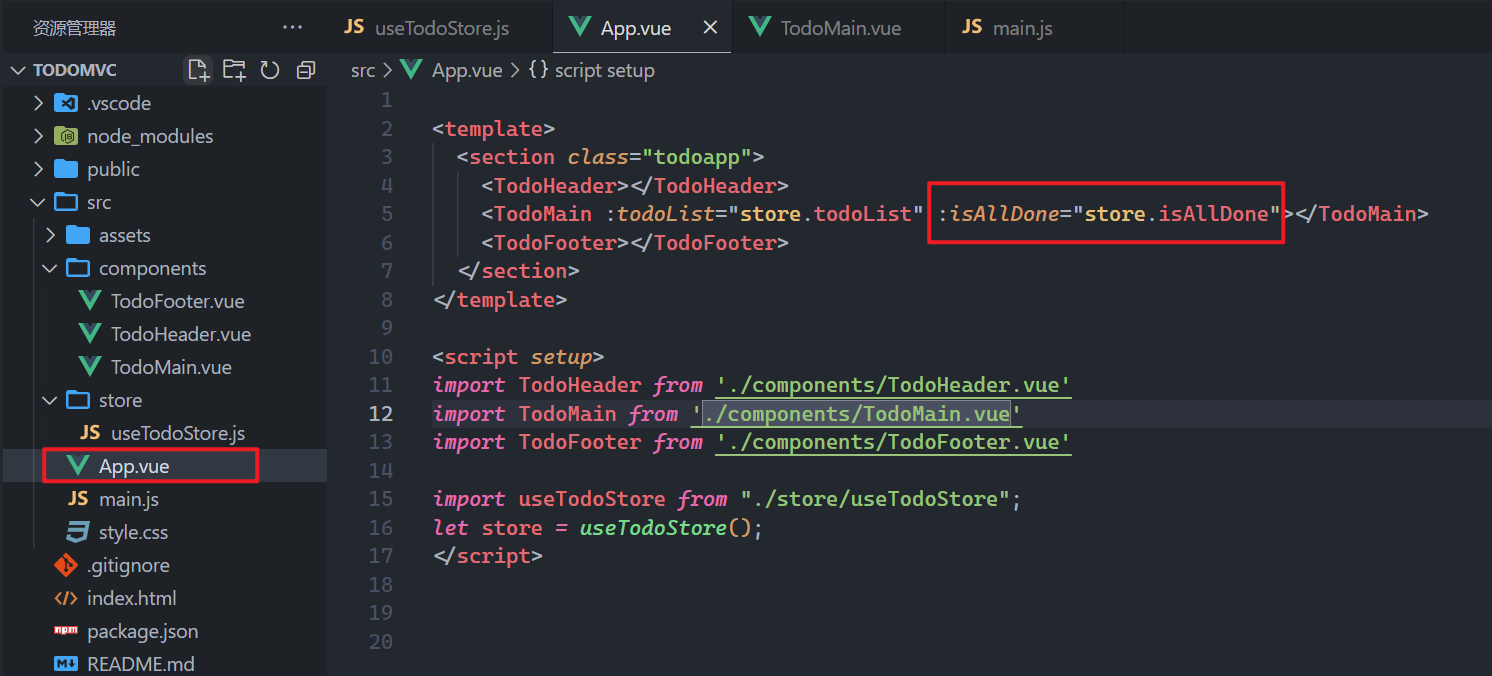 资源管理器 ···
TODOMVC
.vscode
node_modules
public
src
assets
components
TodoFooter.vue
TodoHeader.vue
TodoMain.vue
store
JS useTodoStore.js
App.vue
JS main.js
style.css
.gitignore
index.html
package.json
README.md
JS useTodoStore.js App.vue × TodoMain.vue JS main.js
src > App.vue > {} script setup
1
2 <template>
3 <section class="todoapp">
4 <TodoHeader></TodoHeader>
5 <TodoMain :todoList="store.todoList" :isAllDone="store.isAllDone"></TodoMain>
6 <TodoFooter></TodoFooter>
7 </section>
8 </template>
9
10 <script setup>
11 import TodoHeader from './components/TodoHeader.vue'
12 import TodoMain from './components/TodoMain.vue'
13 import TodoFooter from './components/TodoFooter.vue'
14
15 import useTodoStore from "./store/useTodoStore";
16 let store = useTodoStore();
17 </script>
18
19
20